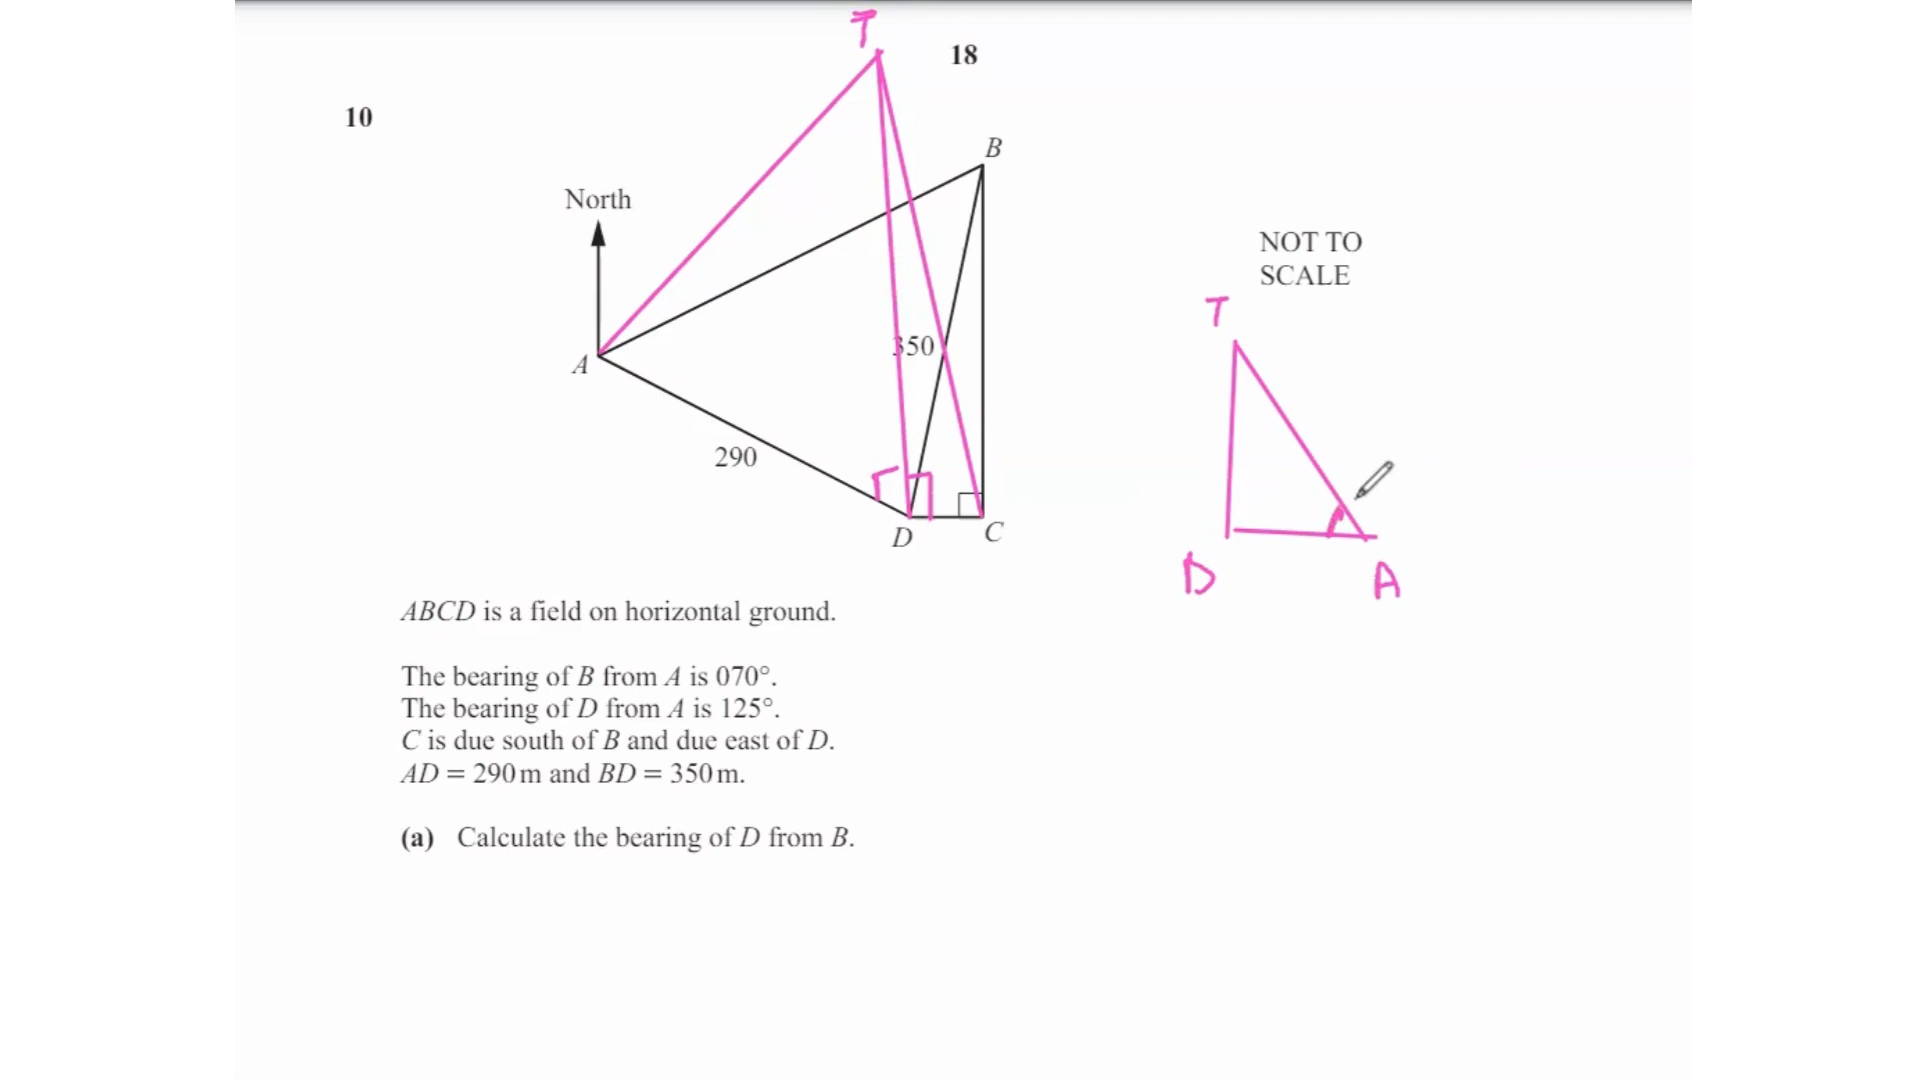 T
18
10
B
North
NOT TO
SCALE
T
350
A
290
D
C
D
A
ABCD is a field on horizontal ground.
The bearing of B from A is 070°.
The bearing of D from A is 125°.
C is due south of B and due east of D.
AD = 290 m and BD = 350 m.
(a) Calculate the bearing of D from B.